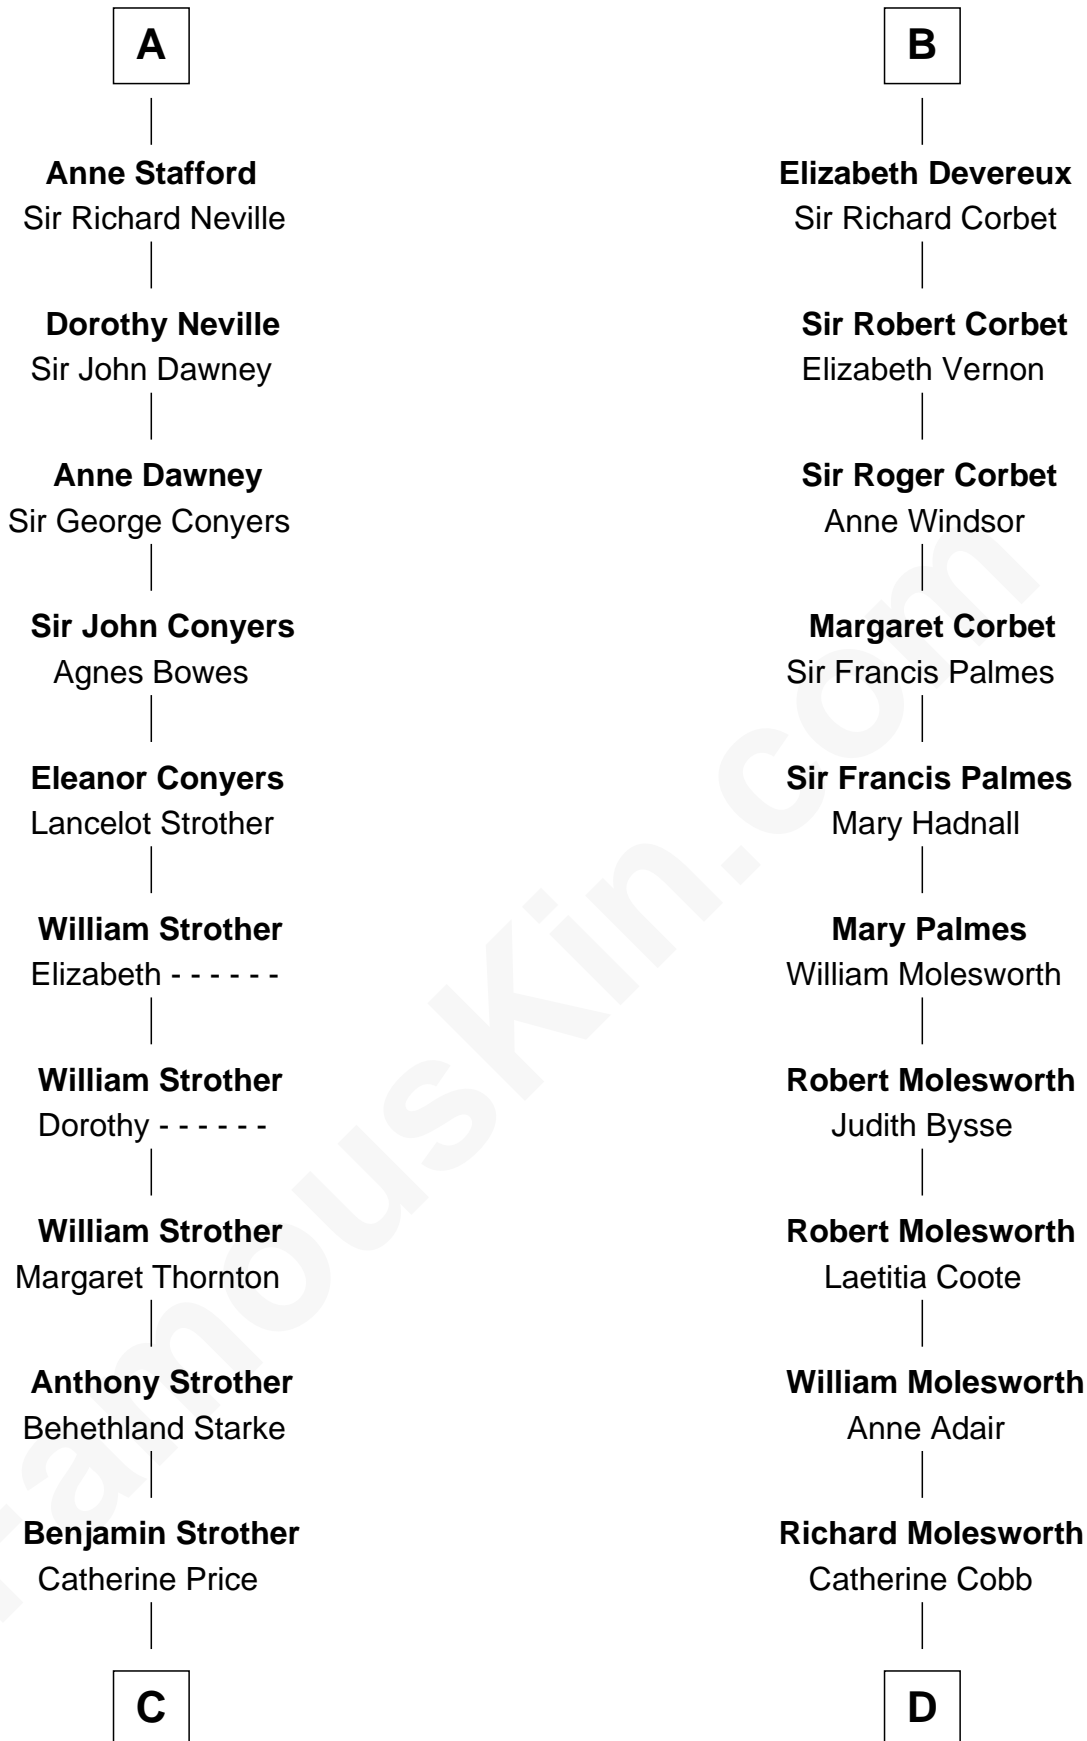 A
Anne Stafford
Sir Richard Neville
Dorothy Neville
Sir John Dawney
Anne Dawney
Sir George Conyers
Sir John Conyers
Agnes Bowes
Eleanor Conyers
Lancelot Strother
William Strother
Elizabeth - - - - - -
William Strother
Dorothy - - - - - -
William Strother
Margaret Thornton
Anthony Strother
Behethland Starke
Benjamin Strother
Catherine Price
C
B
Elizabeth Devereux
Sir Richard Corbet
Sir Robert Corbet
Elizabeth Vernon
Sir Roger Corbet
Anne Windsor
Margaret Corbet
Sir Francis Palmes
Sir Francis Palmes
Mary Hadnall
Mary Palmes
William Molesworth
Robert Molesworth
Judith Bysse
Robert Molesworth
Laetitia Coote
William Molesworth
Anne Adair
Richard Molesworth
Catherine Cobb
D
FamousKin.com